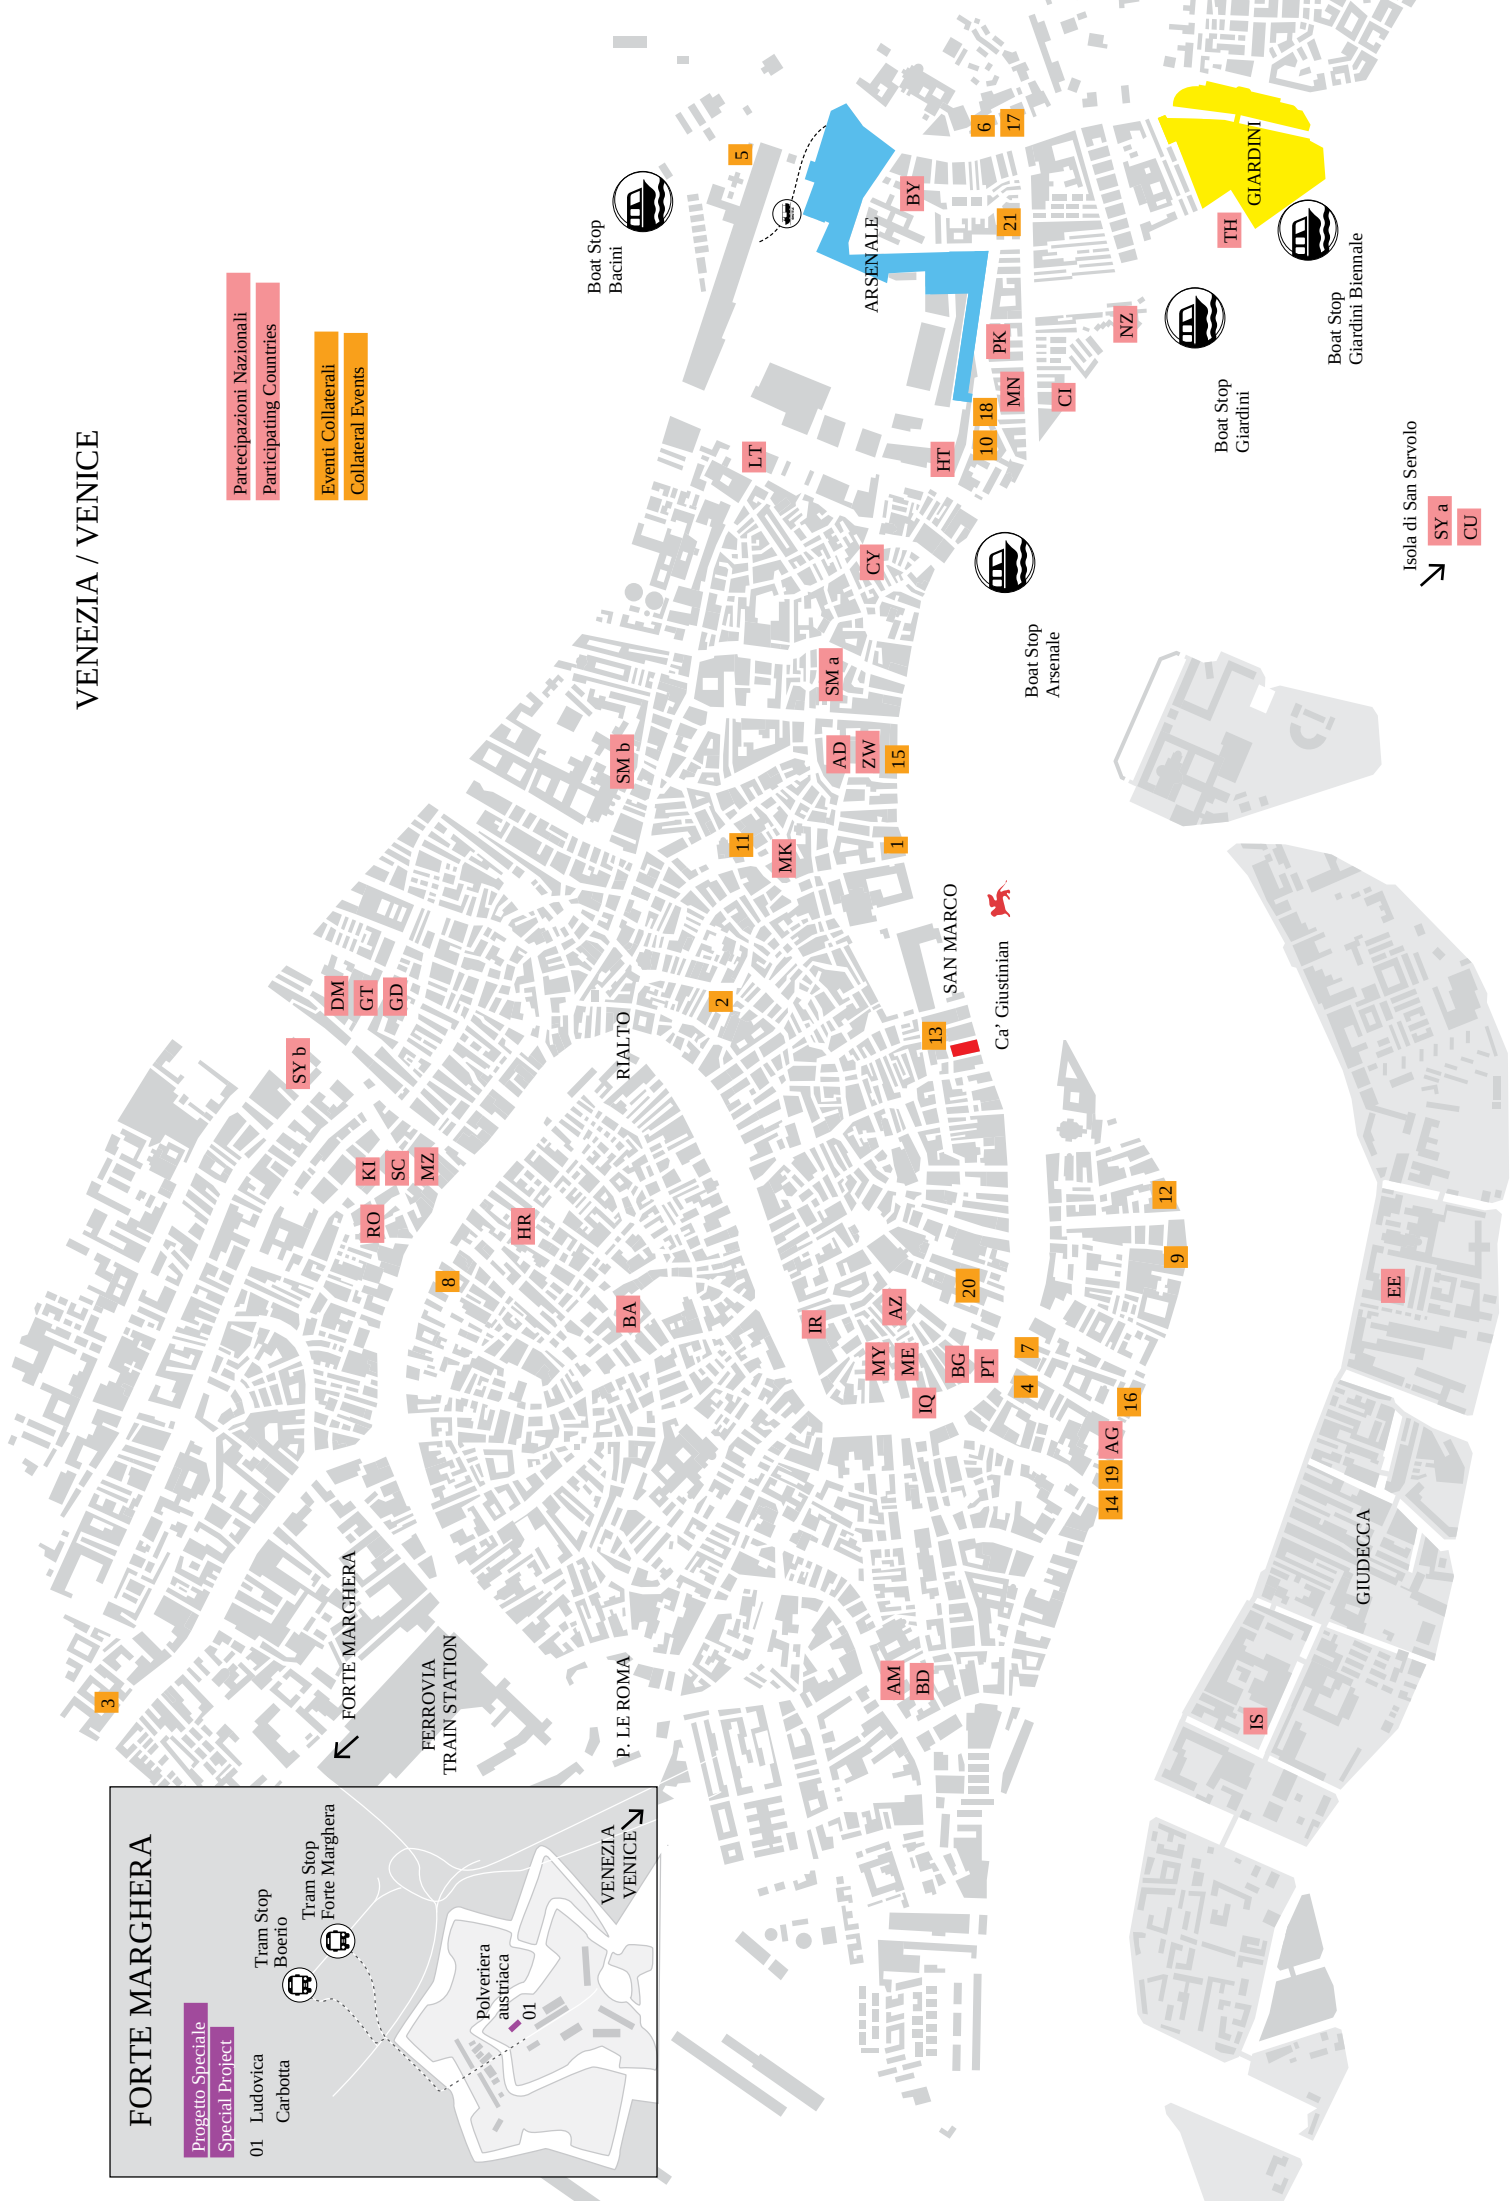 VENEZIA / VENICE
Partecipazioni Nazionali
Participating Countries
Eventi Collaterali
Collateral Events
FORTE MARGHERA
Progetto Speciale
Special Project
01 Ludovica
Carbotta
Tram Stop
Boerio
Tram Stop
Forte Marghera
Polveriera
austriaca
01
VENEZIA
VENICE
3
FORTE MARGHERA
FERROVIA
TRAIN STATION
P. LE ROMA
SY b
DM
GT
GD
KI
SC
MZ
RO
8
HR
BA
RIALTO
2
SM b
11
MK
LT
CY
SM a
AD
ZW
15
1
SAN MARCO
Ca’ Giustinian
13
IR
AZ
MY
ME
IQ
BG
PT
20
7
4
12
9
16
AG
19
14
AM
BD
Boat Stop
Bacini
5
6
17
BY
21
ARSENALE
PK
MN
18
10
HT
CI
NZ
TH
GIARDINI
Boat Stop
Giardini Biennale
Boat Stop
Giardini
Boat Stop
Arsenale
Isola di San Servolo
SY a
CU
EE
GIUDECCA
IS